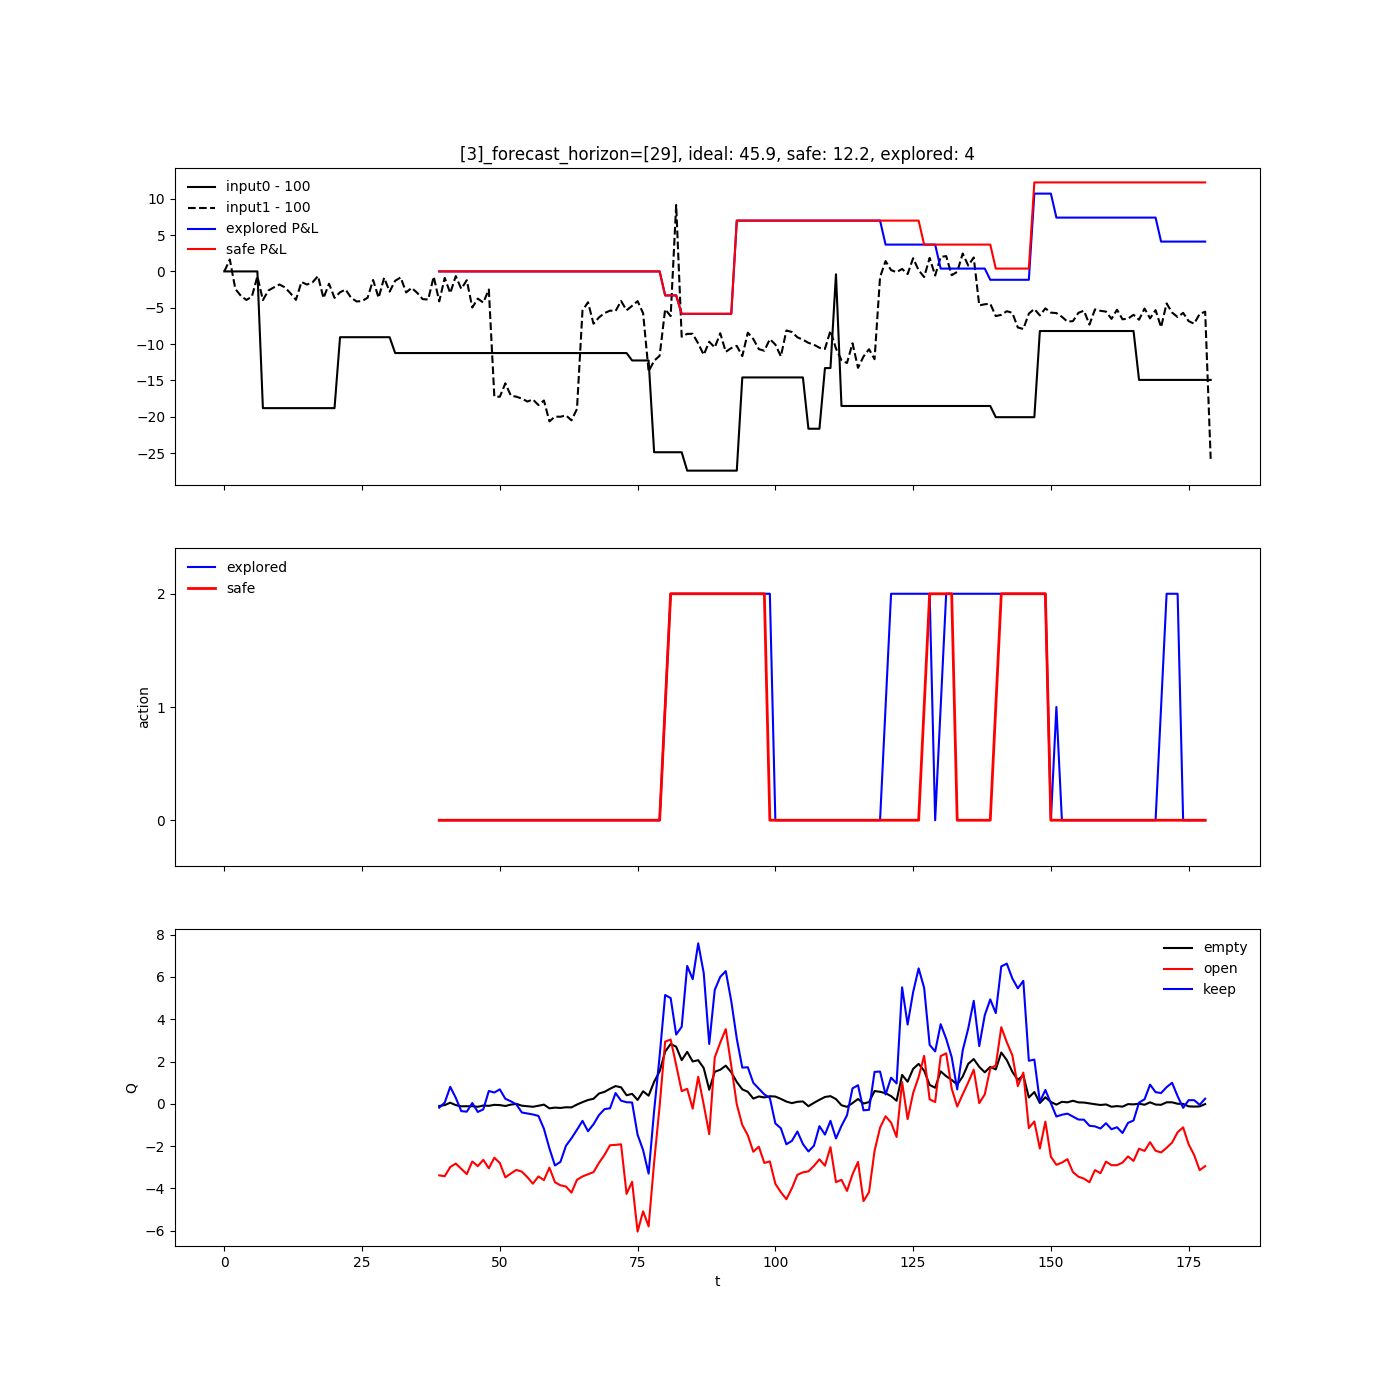 [3]_forecast_horizon=[29], ideal: 45.9, safe: 12.2, explored: 4
input0 - 100
input1 - 100
explored P&L
safe P&L
10
5
0
−5
−10
−15
−20
−25
explored
safe
2
1
0
action
empty
open
keep
8
6
4
2
0
−2
−4
−6
Q
0 25 50 75 100 125 150 175
t